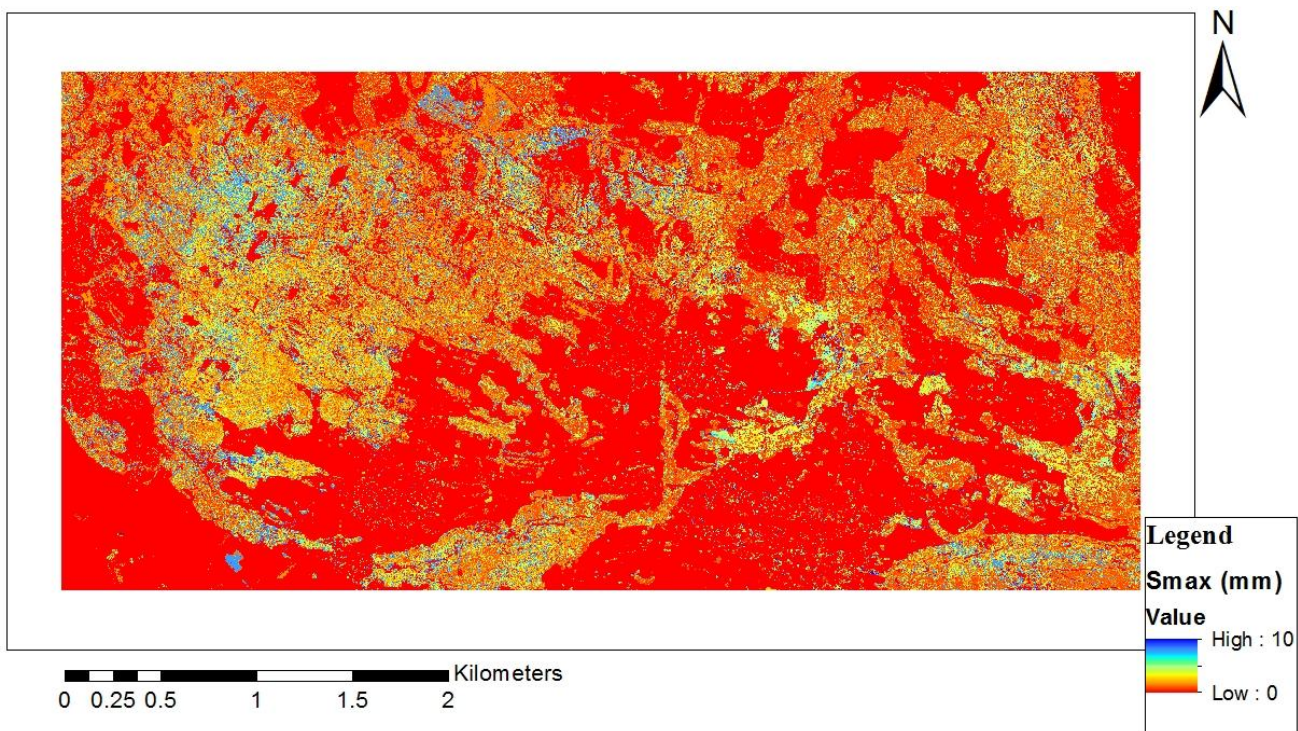 N
Legend
Smax (mm)
Value
High : 10
Low : 0
Kilometers
0 0.25 0.5 1 1.5 2